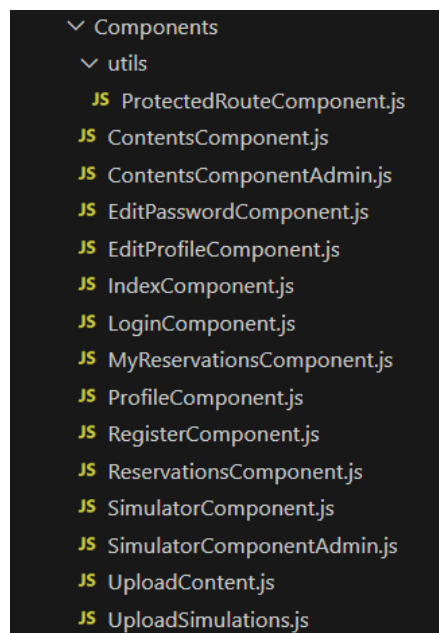 Components
utils
JS ProtectedRouteComponent.js
JS ContentsComponent.js
JS ContentsComponentAdmin.js
JS EditPasswordComponent.js
JS EditProfileComponent.js
JS IndexComponent.js
JS LoginComponent.js
JS MyReservationsComponent.js
JS ProfileComponent.js
JS RegisterComponent.js
JS ReservationsComponent.js
JS SimulatorComponent.js
JS SimulatorComponentAdmin.js
JS UploadContent.js
JS UploadSimulations.js